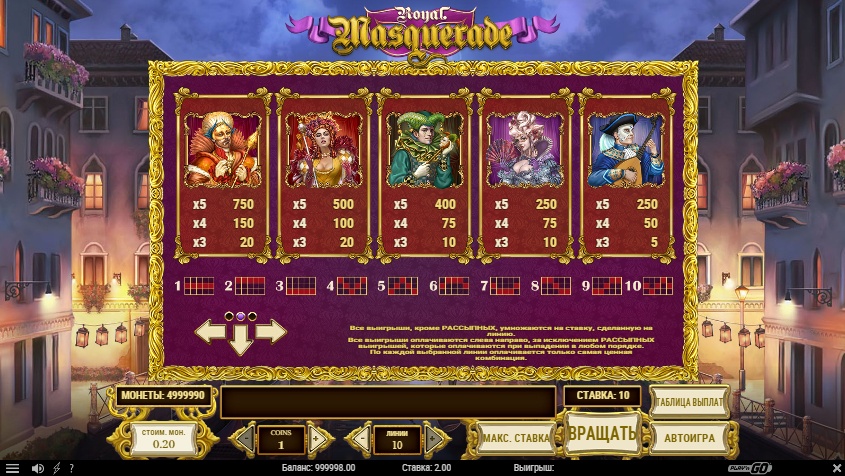 Royal
Masquerade
x5 750
x4 150
x3 20
x5 500
x4 100
x3 20
x5 400
x4 75
x3 10
x5 250
x4 75
x3 10
x5 250
x4 50
x3 5
1 2 3 4 5 6 7 8 9 10
Все выигрыши, кроме РАССЫПНЫХ, умножаются на ставку, сделанную на
линию.
Все выигрыши оплачиваются слева направо, за исключением РАССЫПНЫХ
выигрышей, которые оплачиваются при выпадении в любом порядке.
По каждой выбранной линии оплачивается только самая ценная
комбинация.
МОНЕТЫ: 4999990
СТАВКА: 10
ТАБЛИЦА ВЫПЛАТ
СТОИМ. МОН.
0.20
- COINS +
1
- ЛИНИИ +
10
МАКС. СТАВКА
ВРАЩАТЬ
АВТОИГРА
? Баланс: 999998.00 Ставка: 2.00 Выигрыш:
PLAY'N GO